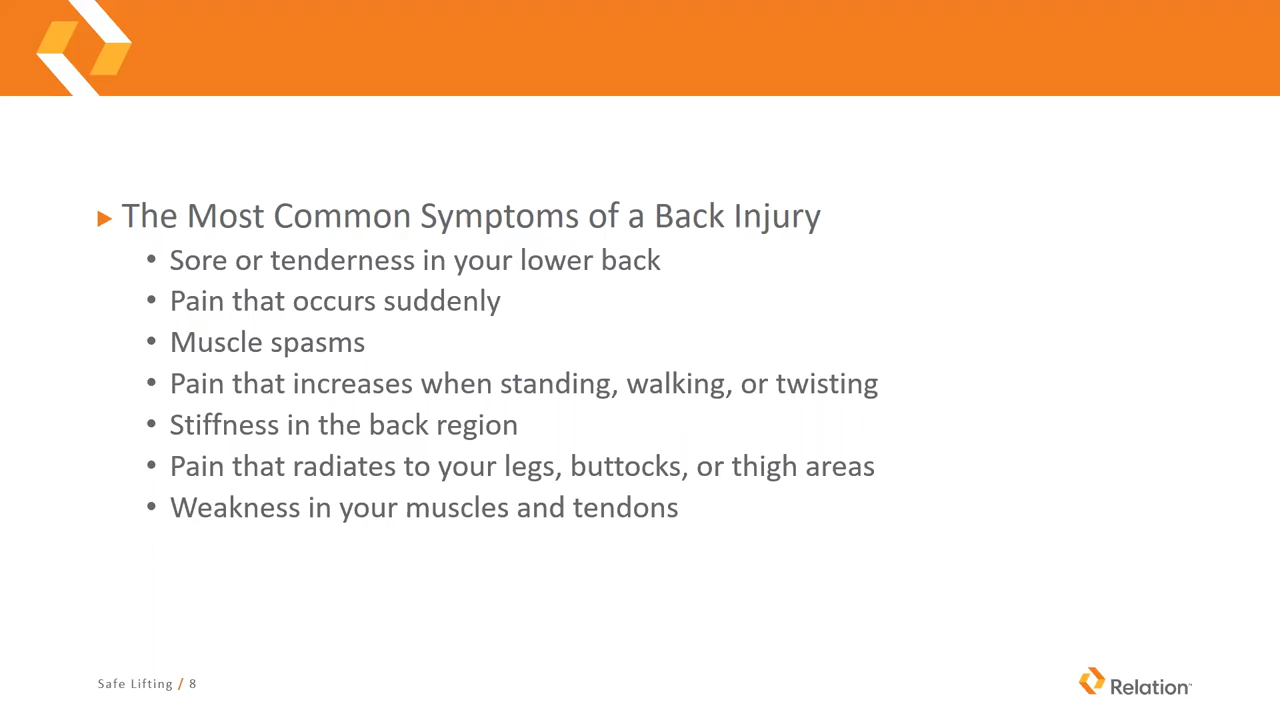 The Most Common Symptoms of a Back Injury
• Sore or tenderness in your lower back
• Pain that occurs suddenly
• Muscle spasms
• Pain that increases when standing, walking, or twisting
• Stiffness in the back region
• Pain that radiates to your legs, buttocks, or thigh areas
• Weakness in your muscles and tendons
Safe Lifting / 8
Relation™